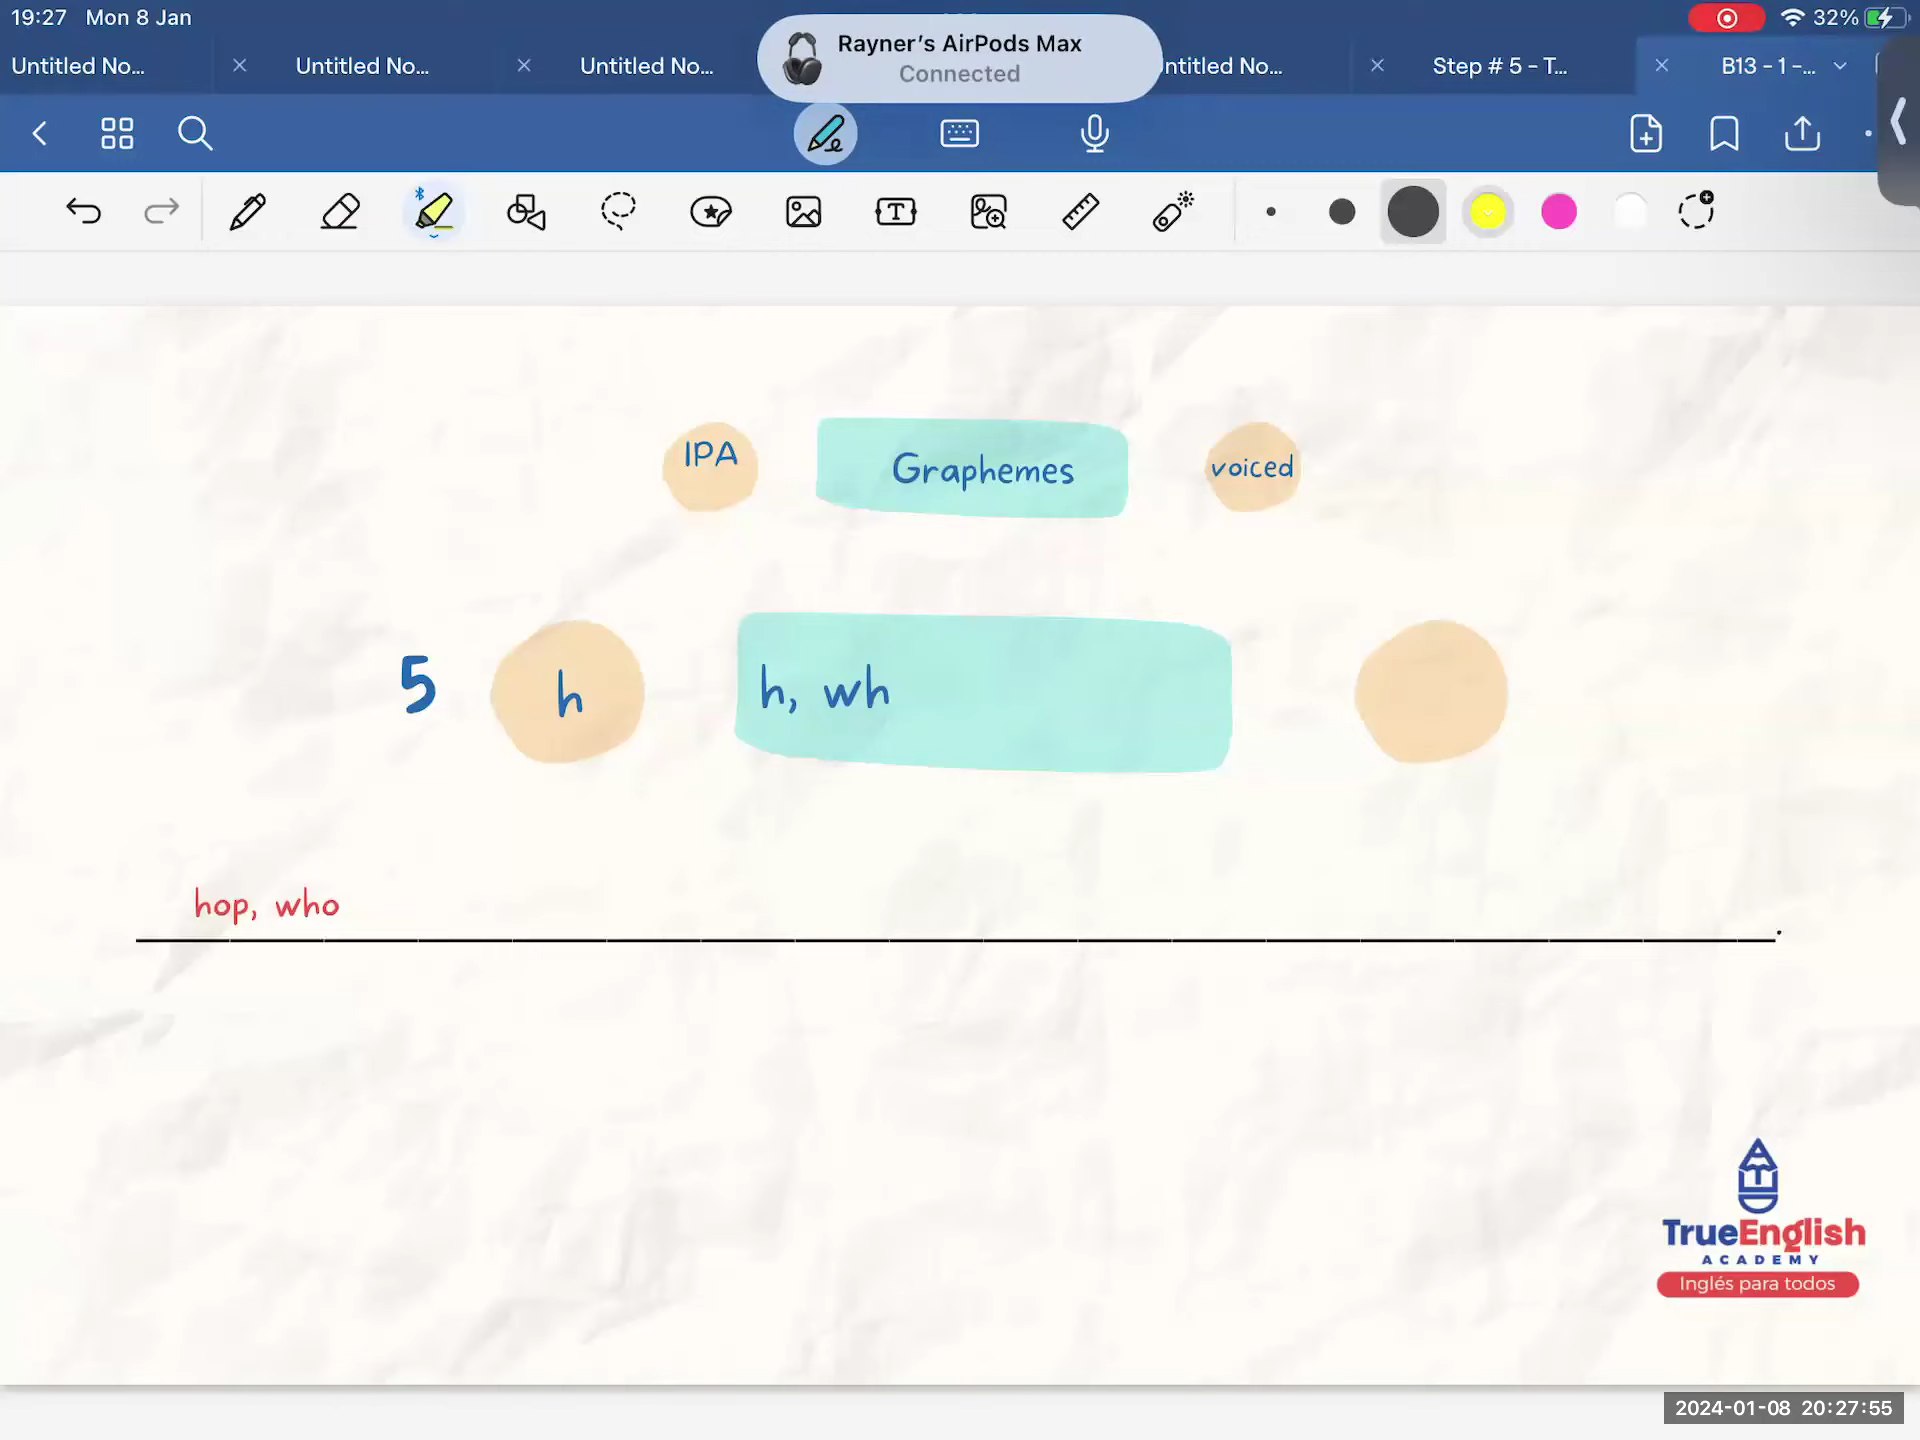 19:27 Mon 8 Jan
32%
Rayner's AirPods Max
Connected
Untitled No...
Untitled No...
Untitled No...
ntitled No...
Step # 5 - T...
B13 - 1 -...
IPA
Graphemes
voiced
5
h
h, wh
hop, who
TrueEnglish
ACADEMY
Inglés para todos
2024-01-08 20:27:55